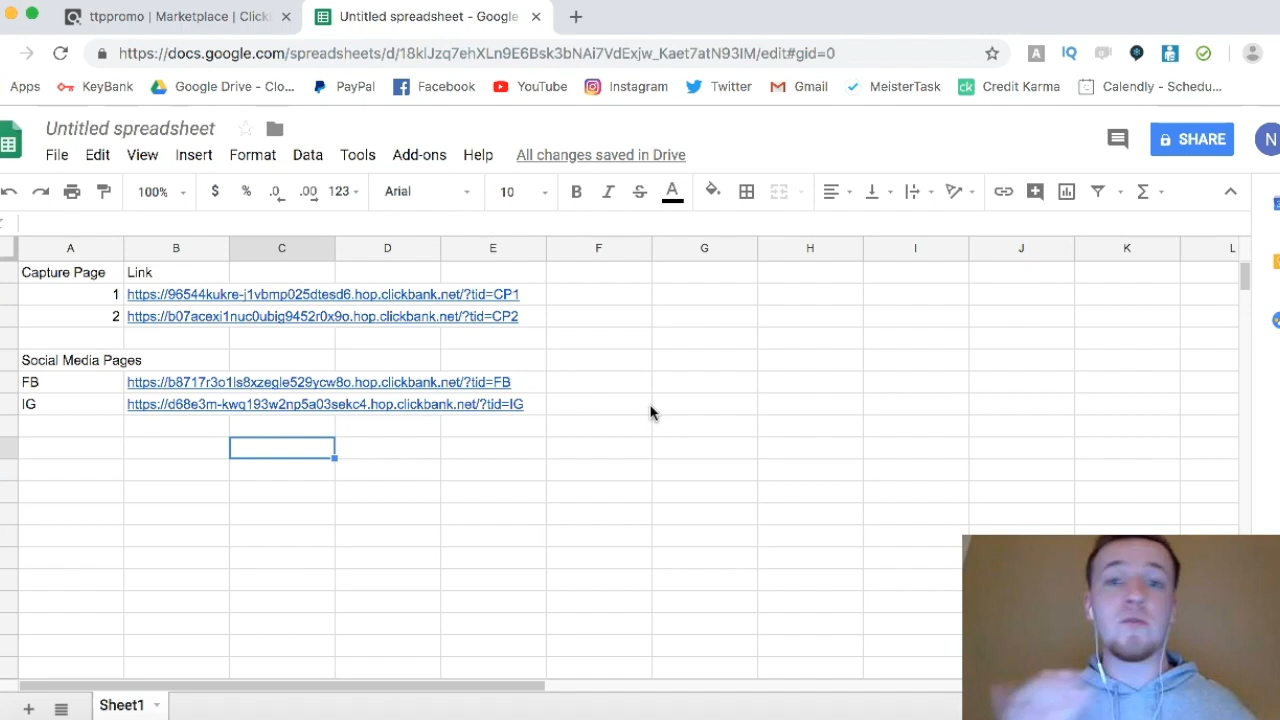 ttppromo | Marketplace | Click
Untitled spreadsheet - Google
https://docs.google.com/spreadsheets/d/18klJzq7ehXLn9E6Bsk3bNAi7VdExjw_Kaet7atN93IM/edit#gid=0
Apps KeyBank Google Drive - Clo... PayPal Facebook YouTube Instagram Twitter Gmail MeisterTask Credit Karma Calendly - Schedu...
Untitled spreadsheet
File Edit View Insert Format Data Tools Add-ons Help All changes saved in Drive
SHARE
N
100% $ % .0 .00 123 Arial 10 B I S A
A B C D E F G H I J K L
Capture Page Link
1 https://96544kukre-j1vbmp025dtesd6.hop.clickbank.net/?tid=CP1
2 https://b07acexi1nuc0ubig9452r0x9o.hop.clickbank.net/?tid=CP2
Social Media Pages
FB https://b8717r3o1ls8xzegle529ycw8o.hop.clickbank.net/?tid=FB
IG https://d68e3m-kwq193w2np5a03sekc4.hop.clickbank.net/?tid=IG
Sheet1